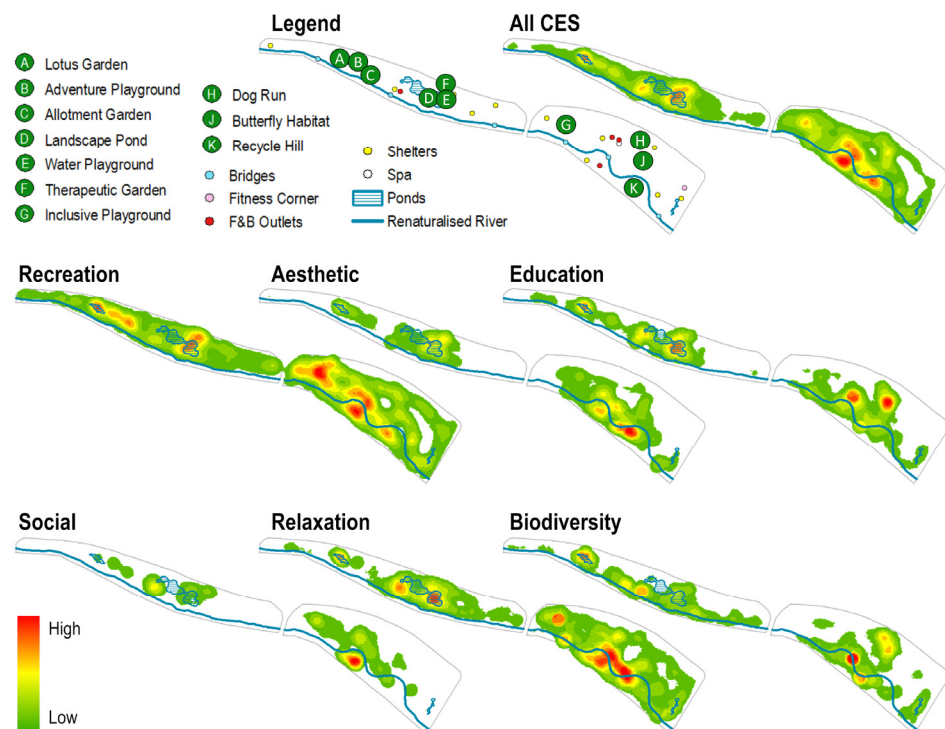 Legend
All CES
A Lotus Garden
B Adventure Playground
C Allotment Garden
D Landscape Pond
E Water Playground
F Therapeutic Garden
G Inclusive Playground
H Dog Run
J Butterfly Habitat
K Recycle Hill
Bridges
Fitness Corner
F&B Outlets
Shelters
Spa
Ponds
Renaturalised River
A
B
C
D
E
F
G
H
J
K
Recreation
Aesthetic
Education
Social
Relaxation
Biodiversity
High
Low